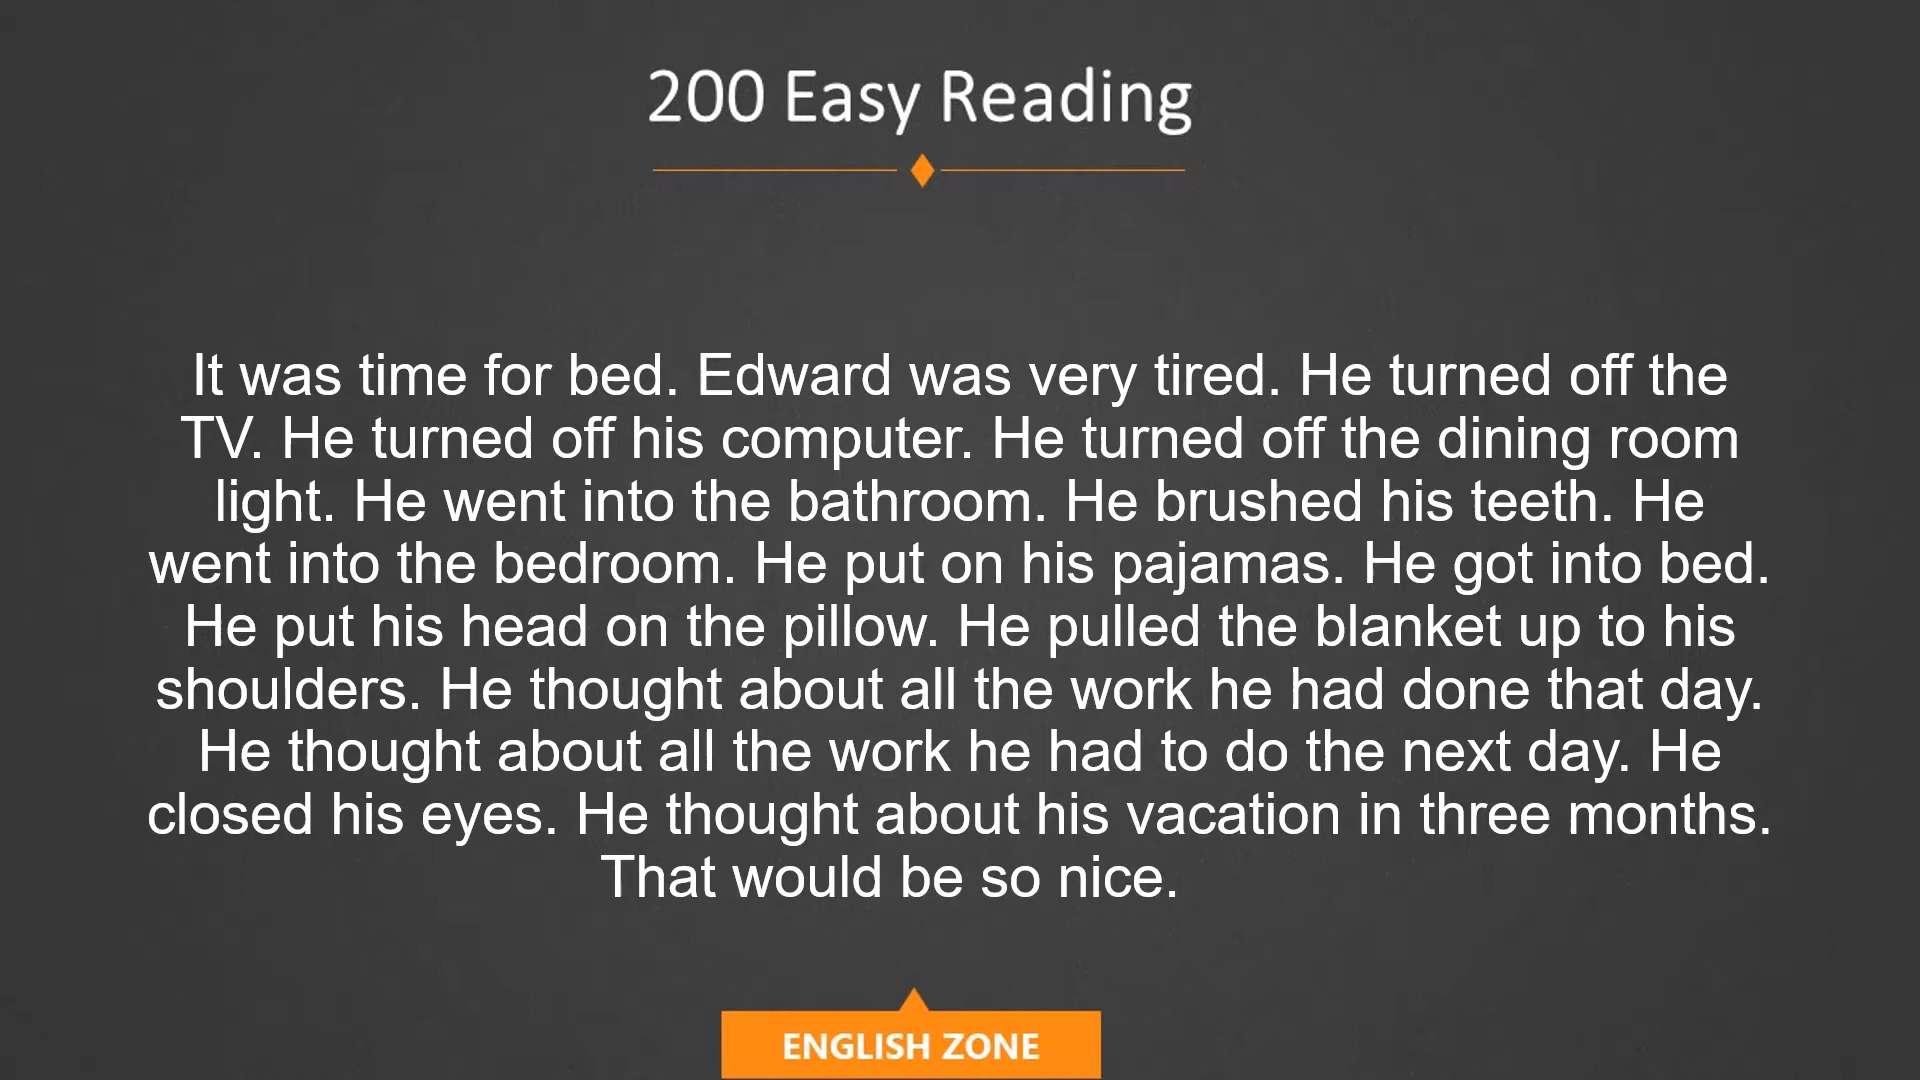 200 Easy Reading
It was time for bed. Edward was very tired. He turned off the
TV. He turned off his computer. He turned off the dining room
light. He went into the bathroom. He brushed his teeth. He
went into the bedroom. He put on his pajamas. He got into bed.
He put his head on the pillow. He pulled the blanket up to his
shoulders. He thought about all the work he had done that day.
He thought about all the work he had to do the next day. He
closed his eyes. He thought about his vacation in three months.
That would be so nice.
ENGLISH ZONE